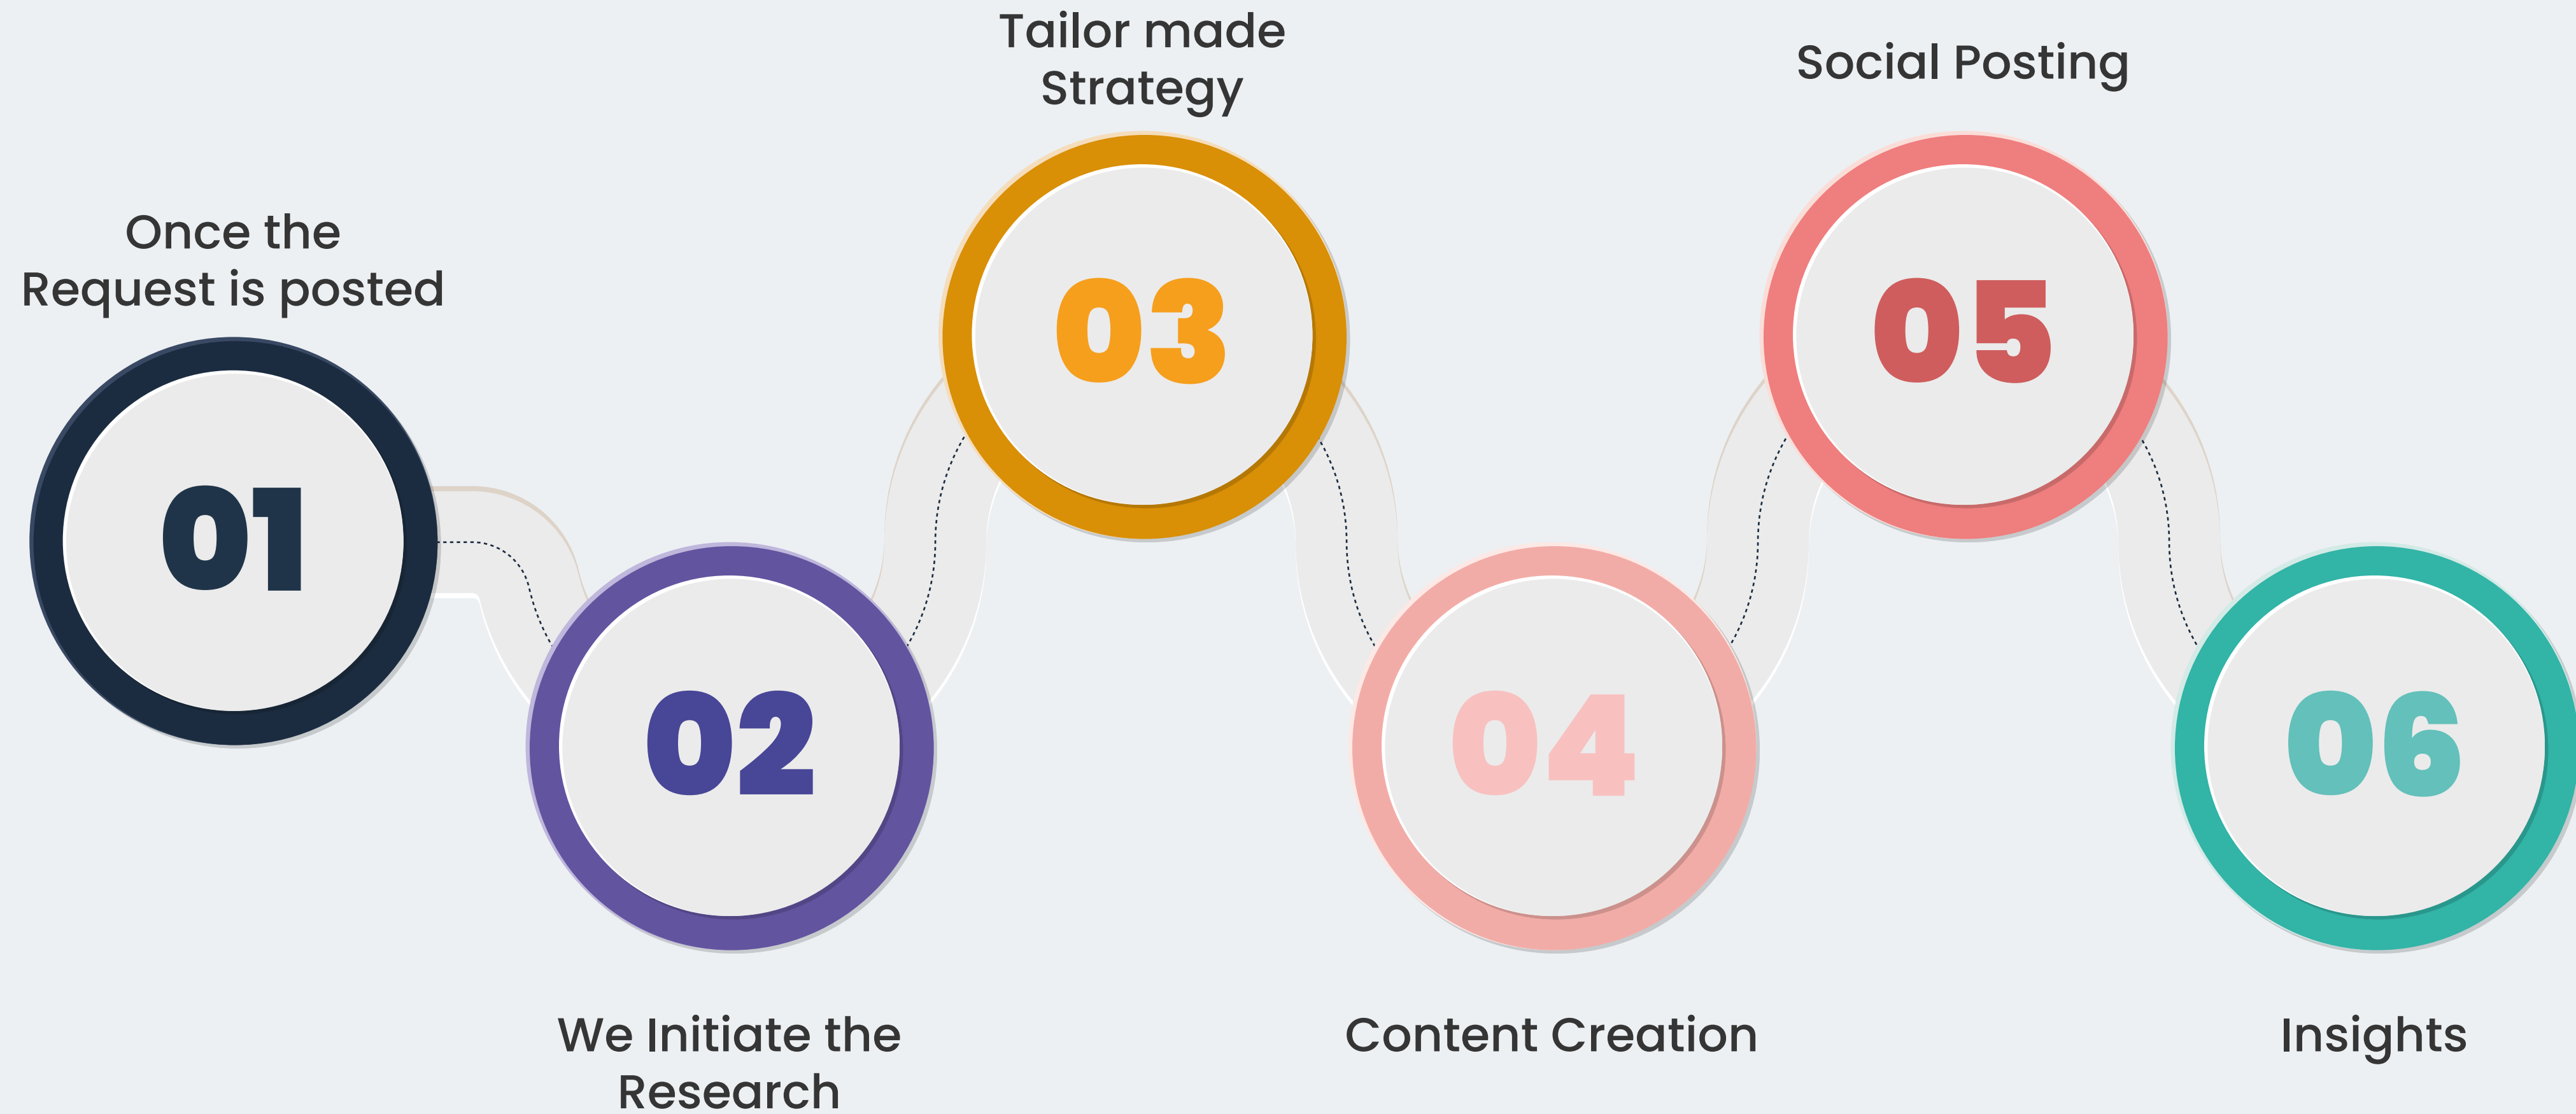 Once the
Request is posted
01
We Initiate the
Research
02
Tailor made
Strategy
03
Content Creation
04
Social Posting
05
Insights
06